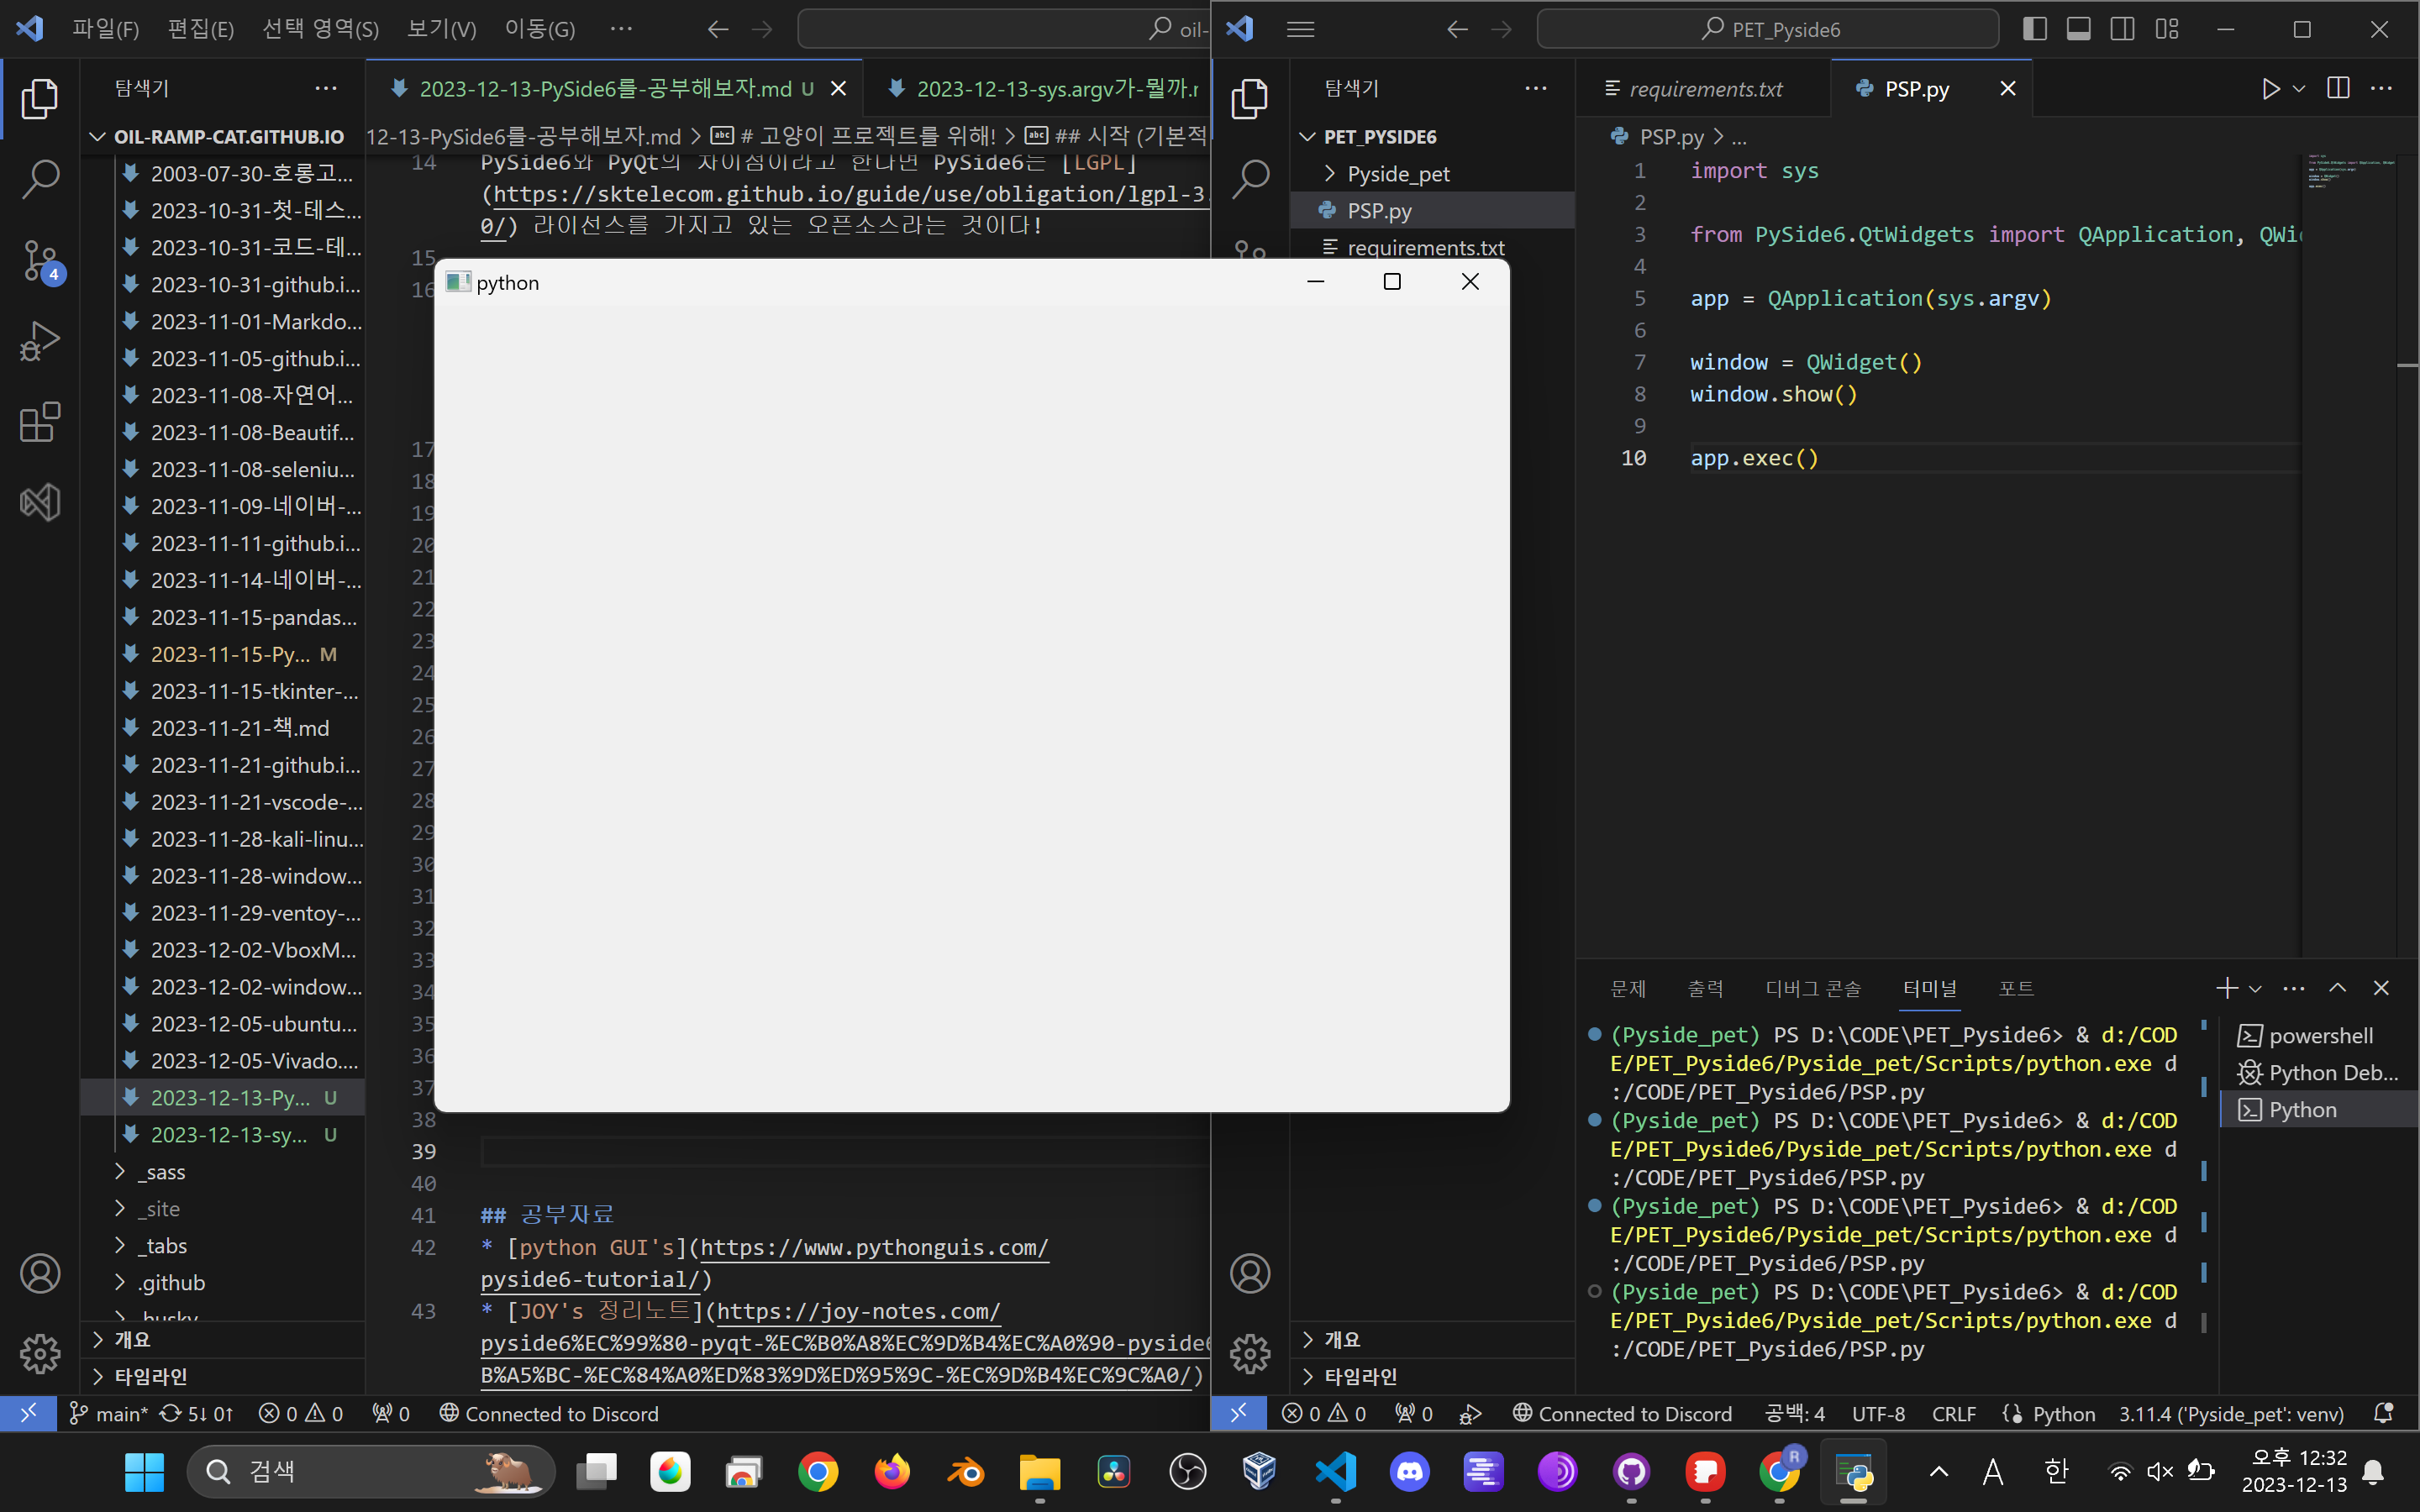 파일(F) 편집(E) 선택 영역(S) 보기(V) 이동(G) ··· oil-
탐색기 ···
2023-12-13-PySide6를-공부해보자.md U
2023-12-13-sys.argv가-뭘까.r
OIL-RAMP-CAT.GITHUB.IO
12-13-PySide6를-공부해보자.md > # 고양이 프로젝트를 위해! > ## 시작 (기본적
2003-07-30-호롱고...
2023-10-31-첫-테스...
2023-10-31-코드-테...
2023-10-31-github.i...
2023-11-01-Markdo...
2023-11-05-github.i...
2023-11-08-자연어...
2023-11-08-Beautif...
2023-11-08-seleniu...
2023-11-09-네이버-...
2023-11-11-github.i...
2023-11-14-네이버-...
2023-11-15-pandas...
2023-11-15-Py... M
2023-11-15-tkinter-...
2023-11-21-책.md
2023-11-21-github.i...
2023-11-21-vscode-...
2023-11-28-kali-linu...
2023-11-28-window...
2023-11-29-ventoy-...
2023-12-02-VboxM...
2023-12-02-window...
2023-12-05-ubuntu...
2023-12-05-Vivado....
2023-12-13-Py... U
2023-12-13-sy... U
_sass
_site
_tabs
.github
.husky
개요
타임라인
4
14 PySide6와 PyQt의 차이점이라고 한다면 PySide6는 [LGPL]
(https://sktelecom.github.io/guide/use/obligation/lgpl-3.
0/) 라이선스를 가지고 있는 오픈소스라는 것이다!
15
16
17
18
19
20
21
22
23
24
25
26
27
28
29
30
31
32
33
34
35
36
37
38
39
40
41 ## 공부자료
42 * [python GUI's](https://www.pythonguis.com/
pyside6-tutorial/)
43 * [JOY's 정리노트](https://joy-notes.com/
pyside6%EC%99%80-pyqt-%EC%B0%A8%EC%9D%B4%EC%A0%90-pyside6
B%A5%BC-%EC%84%A0%ED%83%9D%ED%95%9C-%EC%9D%B4%EC%9C%A0/)
main* 5↓ 0↑ 0 0 0 Connected to Discord
python
PET_Pyside6
탐색기 ···
requirements.txt
PSP.py
PET_PYSIDE6
Pyside_pet
PSP.py
requirements.txt
PSP.py > ...
1 import sys
2
3 from PySide6.QtWidgets import QApplication, QWid
4
5 app = QApplication(sys.argv)
6
7 window = QWidget()
8 window.show()
9
10 app.exec()
문제 출력 디버그 콘솔 터미널 포트
(Pyside_pet) PS D:\CODE\PET_Pyside6> & d:/COD
E/PET_Pyside6/Pyside_pet/Scripts/python.exe d
:/CODE/PET_Pyside6/PSP.py
(Pyside_pet) PS D:\CODE\PET_Pyside6> & d:/COD
E/PET_Pyside6/Pyside_pet/Scripts/python.exe d
:/CODE/PET_Pyside6/PSP.py
(Pyside_pet) PS D:\CODE\PET_Pyside6> & d:/COD
E/PET_Pyside6/Pyside_pet/Scripts/python.exe d
:/CODE/PET_Pyside6/PSP.py
(Pyside_pet) PS D:\CODE\PET_Pyside6> & d:/COD
E/PET_Pyside6/Pyside_pet/Scripts/python.exe d
:/CODE/PET_Pyside6/PSP.py
powershell
Python Deb...
Python
개요
타임라인
0 0 0 Connected to Discord 공백: 4 UTF-8 CRLF Python 3.11.4 ('Pyside_pet': venv)
검색
R
A 한
오후 12:32
2023-12-13